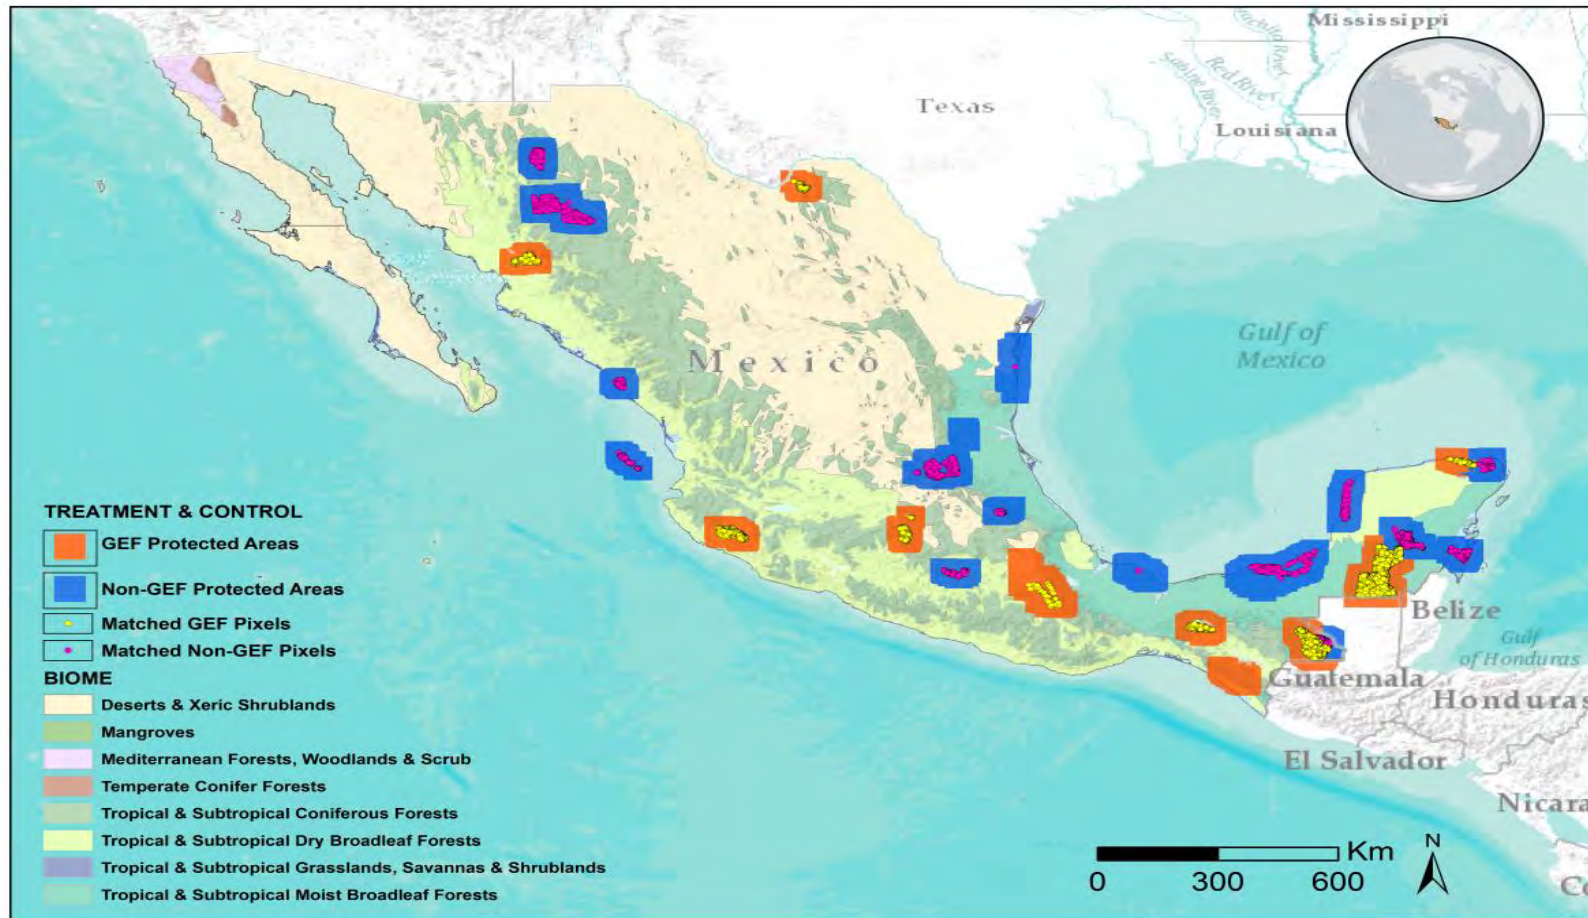 Mississippi
Red River
Sabine River
Texas
Louisiana
Gulf of
Mexico
Mexico
TREATMENT & CONTROL
GEF Protected Areas
Non-GEF Protected Areas
Matched GEF Pixels
Matched Non-GEF Pixels
BIOME
Deserts & Xeric Shrublands
Mangroves
Mediterranean Forests, Woodlands & Scrub
Temperate Conifer Forests
Tropical & Subtropical Coniferous Forests
Tropical & Subtropical Dry Broadleaf Forests
Tropical & Subtropical Grasslands, Savannas & Shrublands
Tropical & Subtropical Moist Broadleaf Forests
Belize
Gulf
of Honduras
Guatemala
Honduras
El Salvador
Nicara
Km
0 300 600
N
Co